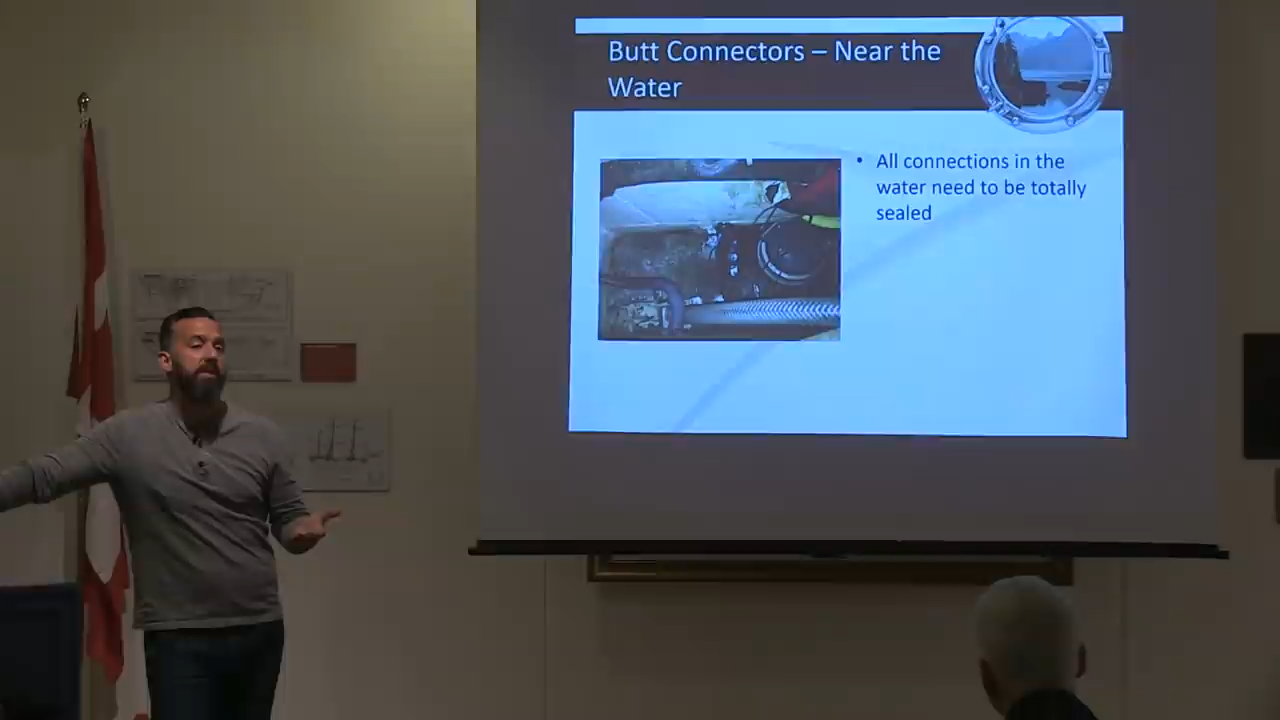 Butt Connectors – Near the
Water
• All connections in the
water need to be totally
sealed